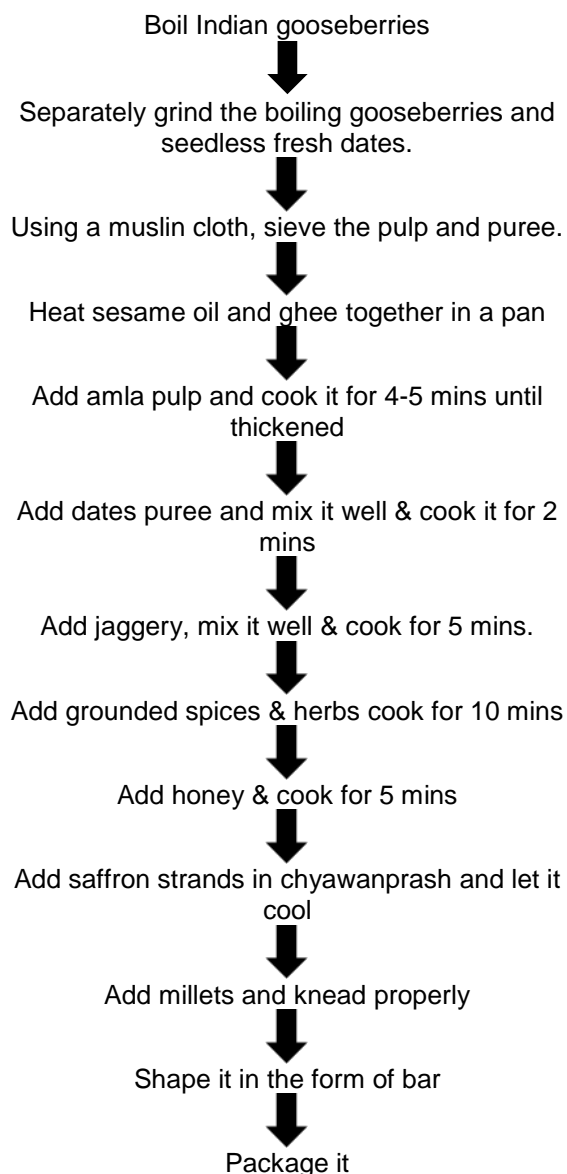 Boil Indian gooseberries
Separately grind the boiling gooseberries and
seedless fresh dates.
Using a muslin cloth, sieve the pulp and puree.
Heat sesame oil and ghee together in a pan
Add amla pulp and cook it for 4-5 mins until
thickened
Add dates puree and mix it well & cook it for 2
mins
Add jaggery, mix it well & cook for 5 mins.
Add grounded spices & herbs cook for 10 mins
Add honey & cook for 5 mins
Add saffron strands in chyawanprash and let it
cool
Add millets and knead properly
Shape it in the form of bar
Package it